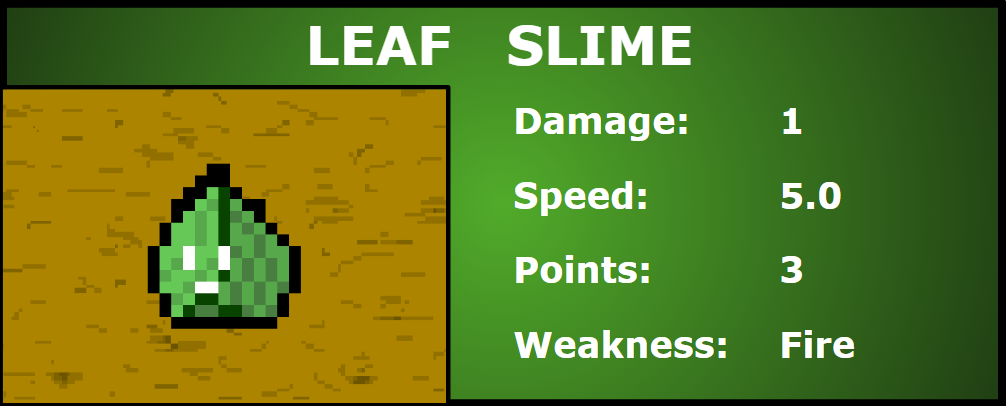 LEAF SLIME
Damage: 1
Speed: 5.0
Points: 3
Weakness: Fire